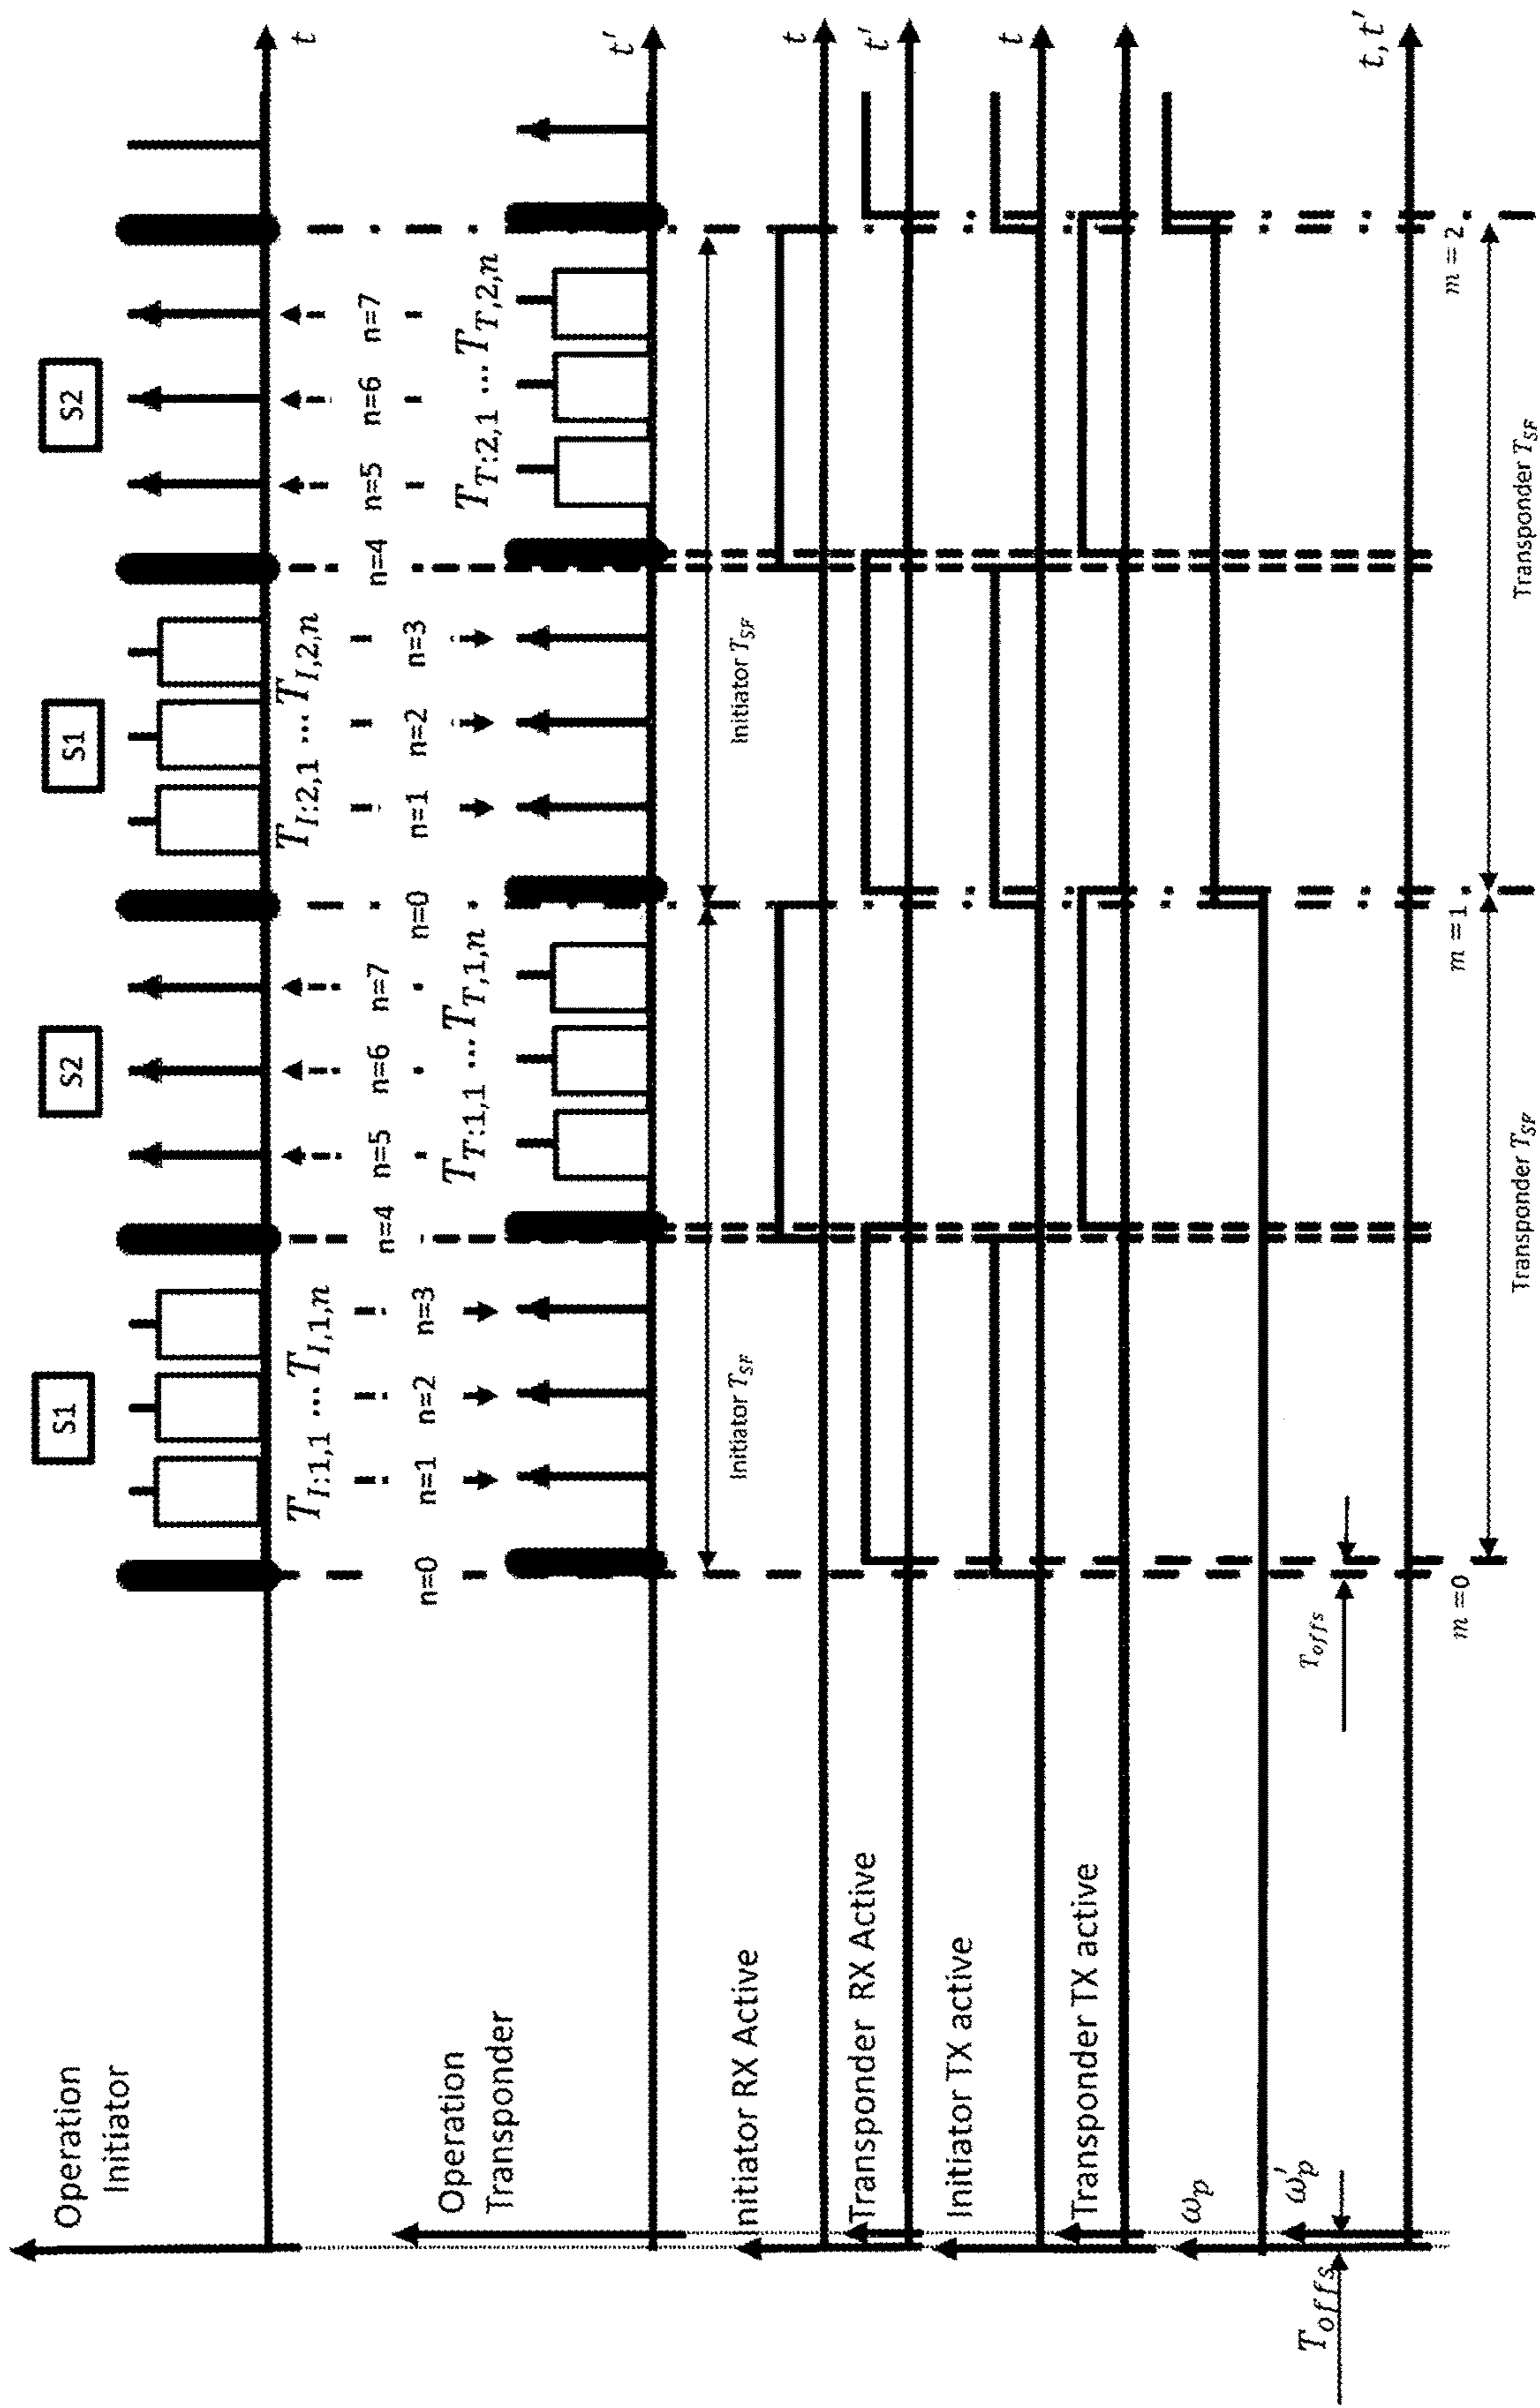 Operation
Initiator
S1
S2
S1
S2
t
T_{I:1,1} ... T_{I,1,n}
T_{I:2,1} ... T_{I,2,n}
n=0
n=1
n=2
n=3
n=4
n=5
n=6
n=7
n=0
n=1
n=2
n=3
n=4
n=5
n=6
n=7
T_{T:1,1} ... T_{T,1,n}
T_{T:2,1} ... T_{T,2,n}
Operation
Transponder
t'
Initiator T_{SF}
Initiator T_{SF}
Initiator RX Active
t
Transponder RX Active
t'
Initiator TX active
t
Transponder TX active
ω_p
ω'_p
T_{offs}
T_{offs}
t, t'
m = 0
m = 1
m = 2
Transponder T_{SF}
Transponder T_{SF}